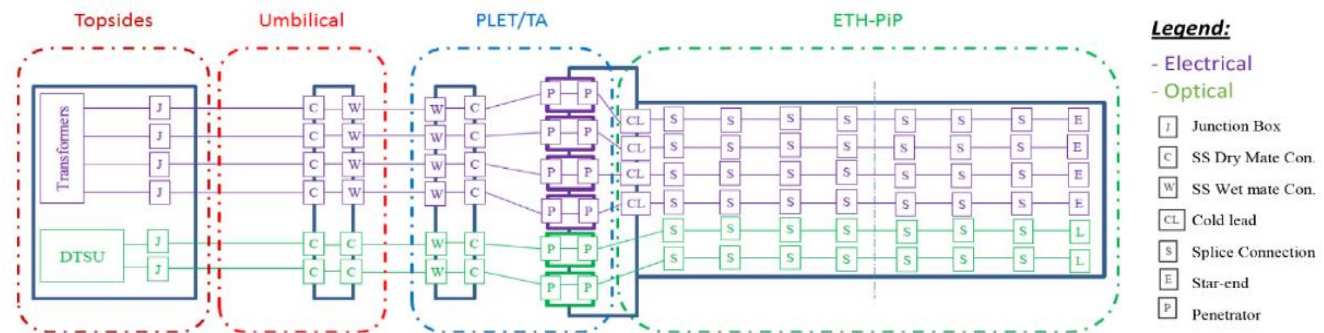 Topsides Umbilical PLET/TA ETH-PiP
Legend:
- Electrical
- Optical
J Junction Box
C SS Dry Mate Con.
W SS Wet mate Con.
CL Cold lead
S Splice Connection
E Star-end
P Penetrator
Transformers
J C W W C P P CL S S S S S S S E
J C W W C P P CL S S S S S S S E
J C W W C P P CL S S S S S S S E
J C W W C P P CL S S S S S S S E
DTSU
J C C W C P P S S S S S S S L
J C C W C P P S S S S S S S L